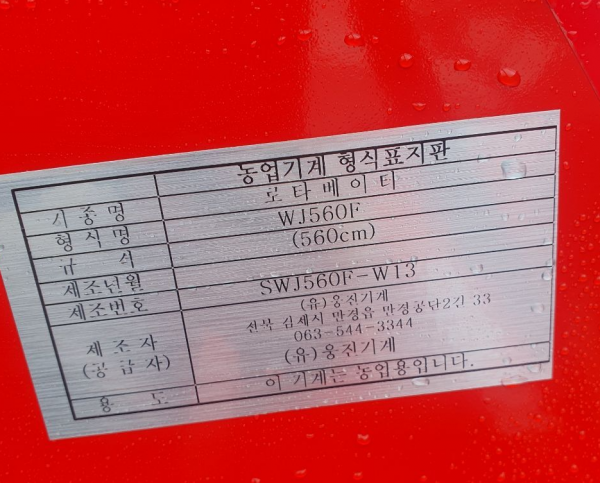 농업기계 형식표지판
기종명 로타베이터
형식명 WJ560F
규 격 (560cm)
제조년월
제조번호 SWJ560F-W13
제 조 자 (유)웅진기계
전북 김제시 만경읍 만경공단2길 33
063-544-3344
(공 급 자) (유)웅진기계
용 도 이 기계는 농업용입니다.